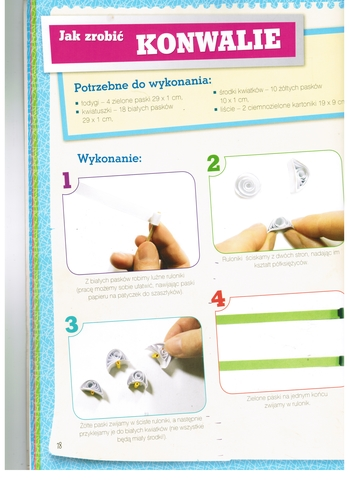 Jak zrobić KONWALIE
Potrzebne do wykonania:
• łodygi – 4 zielone paski 29 x 1 cm,
• kwiatuszki – 18 białych pasków
29 x 1 cm,
• środki kwiatków – 10 żółtych pasków
10 x 1 cm,
• liście – 2 ciemnozielone kartoniki 19 x 9 cm
Wykonanie:
1
Z białych pasków robimy luźne ruloniki
(pracę możemy sobie ułatwić, nawijając paski
papieru na patyczek do szaszłyków).
2
Ruloniki ściskamy z dwóch stron, nadając im
kształt półksiężyców.
3
Żółte paski zwijamy w ścisłe ruloniki, a następnie
przyklejamy je do białych kwiatków (nie wszystkie
będą miały środki).
4
Zielone paski na jednym końcu
zwijamy w rulonik.